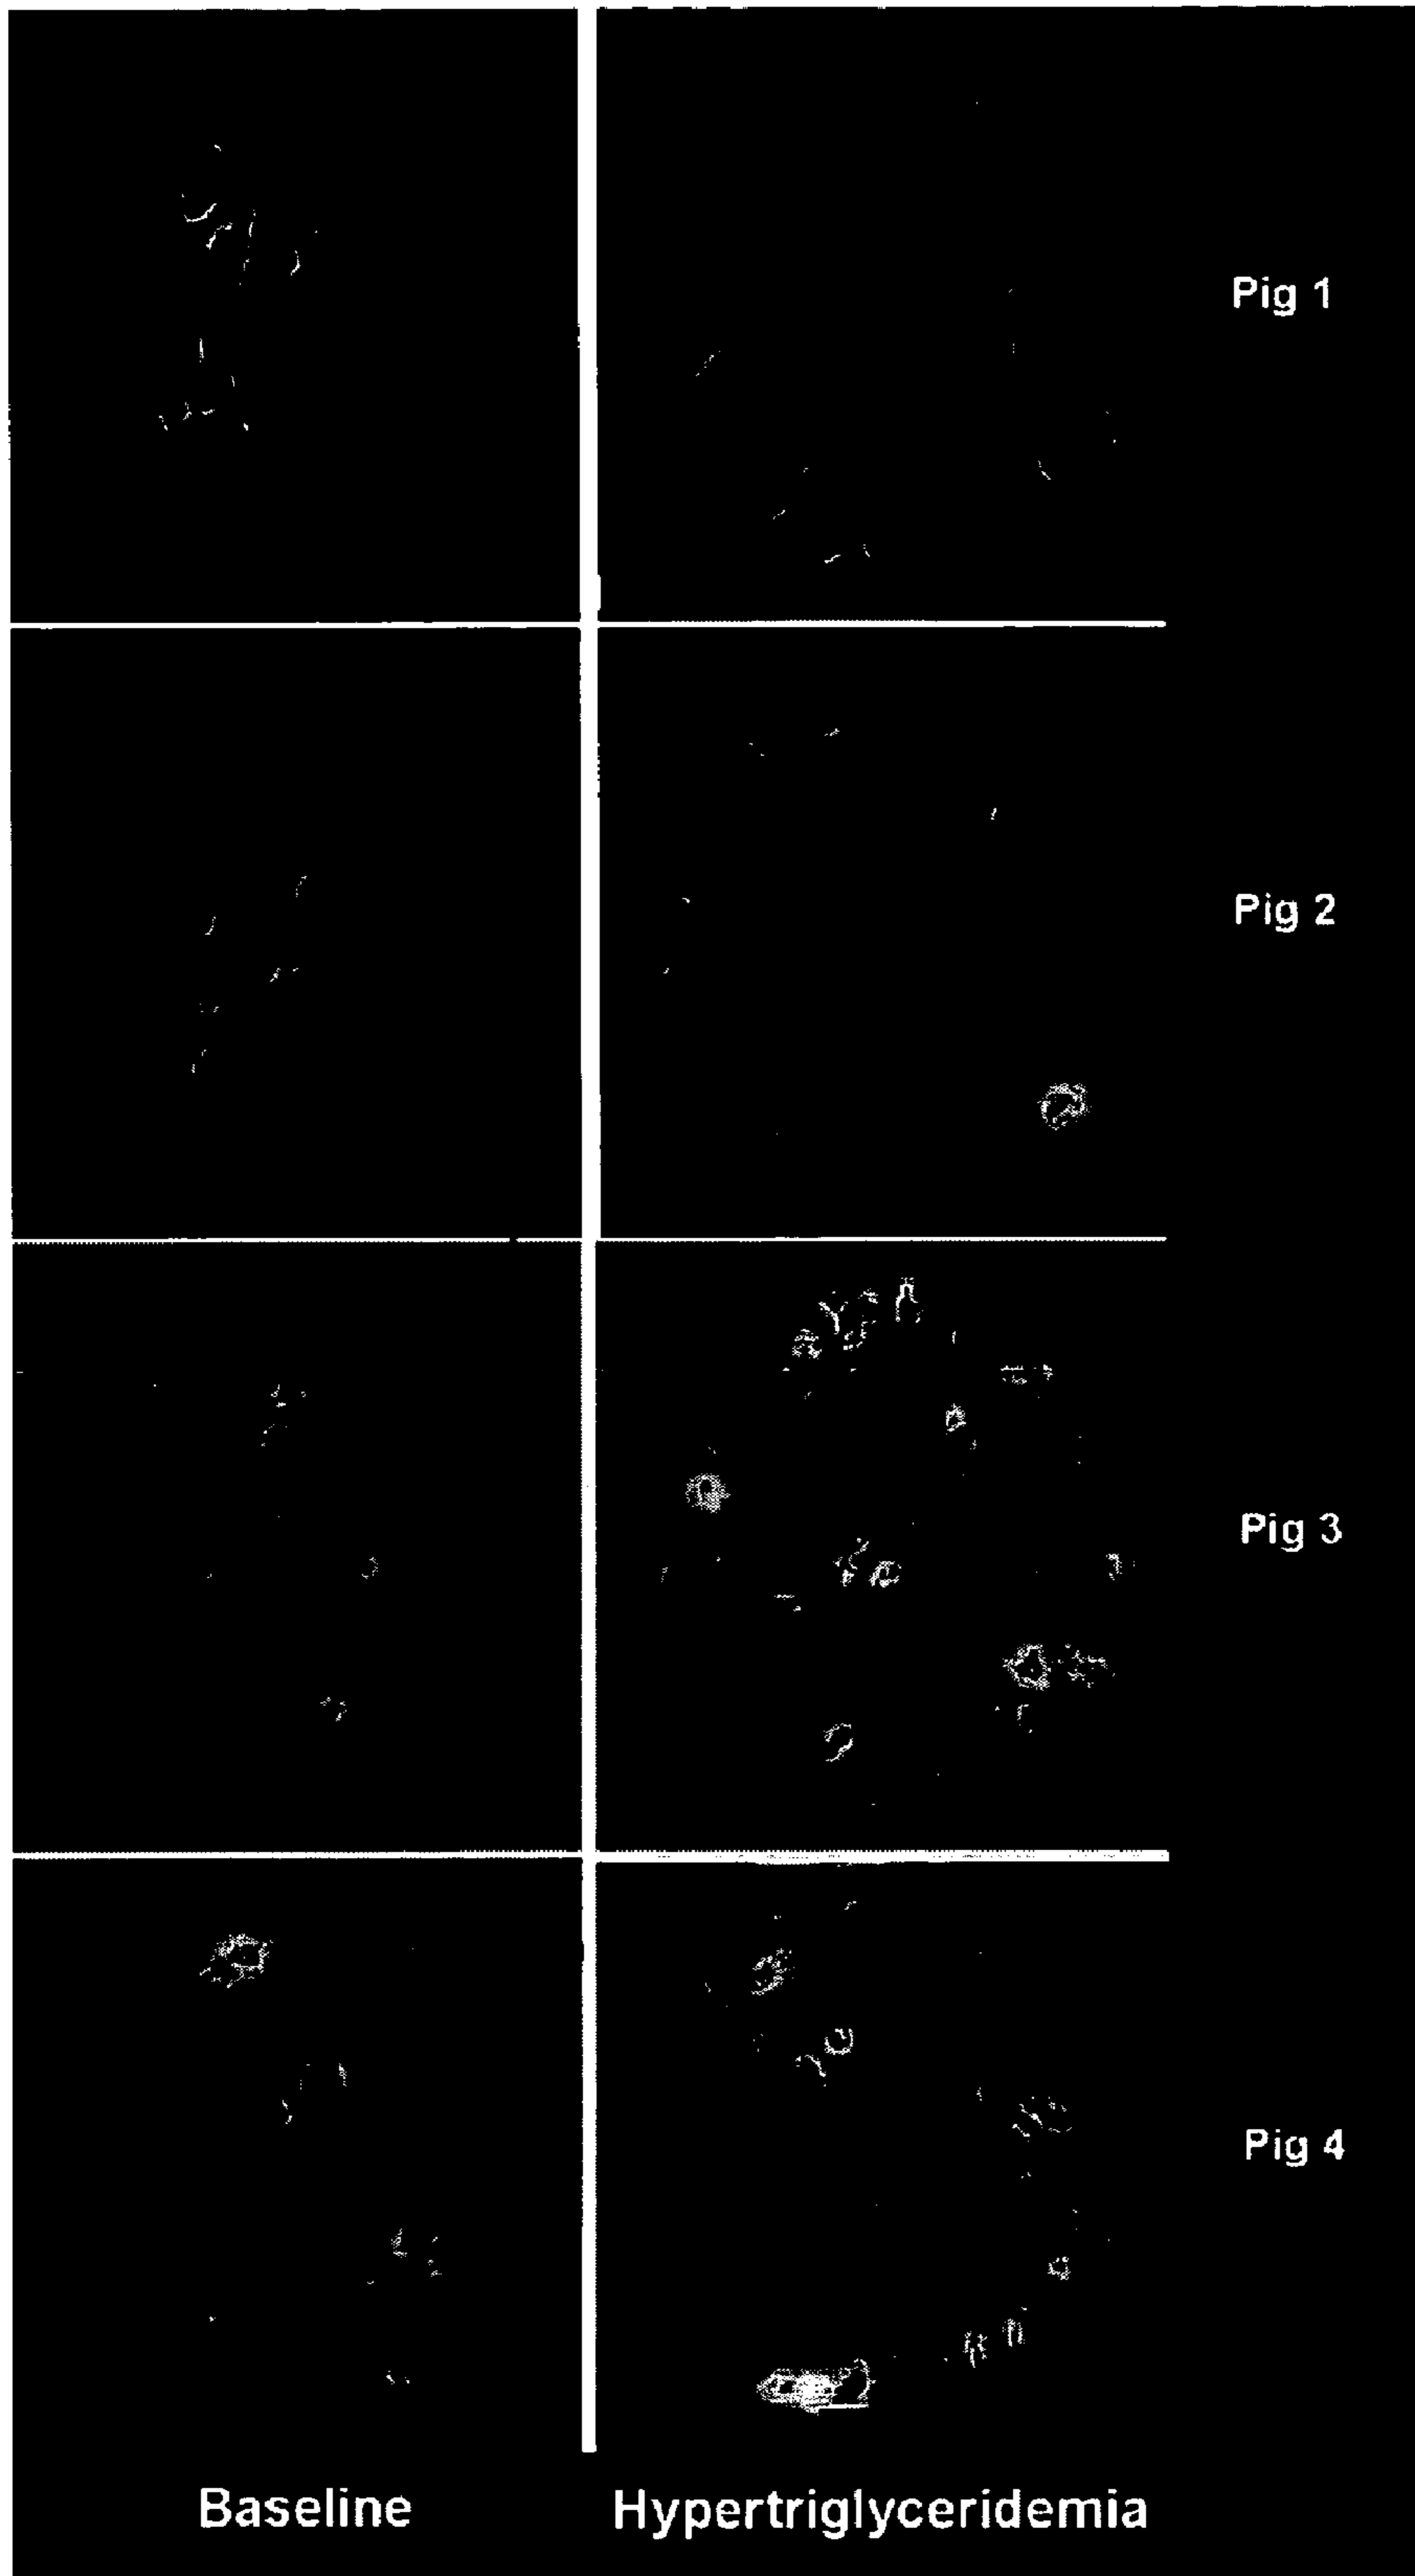 Pig 1
Pig 2
Pig 3
Pig 4
Baseline
Hypertriglyceridemia